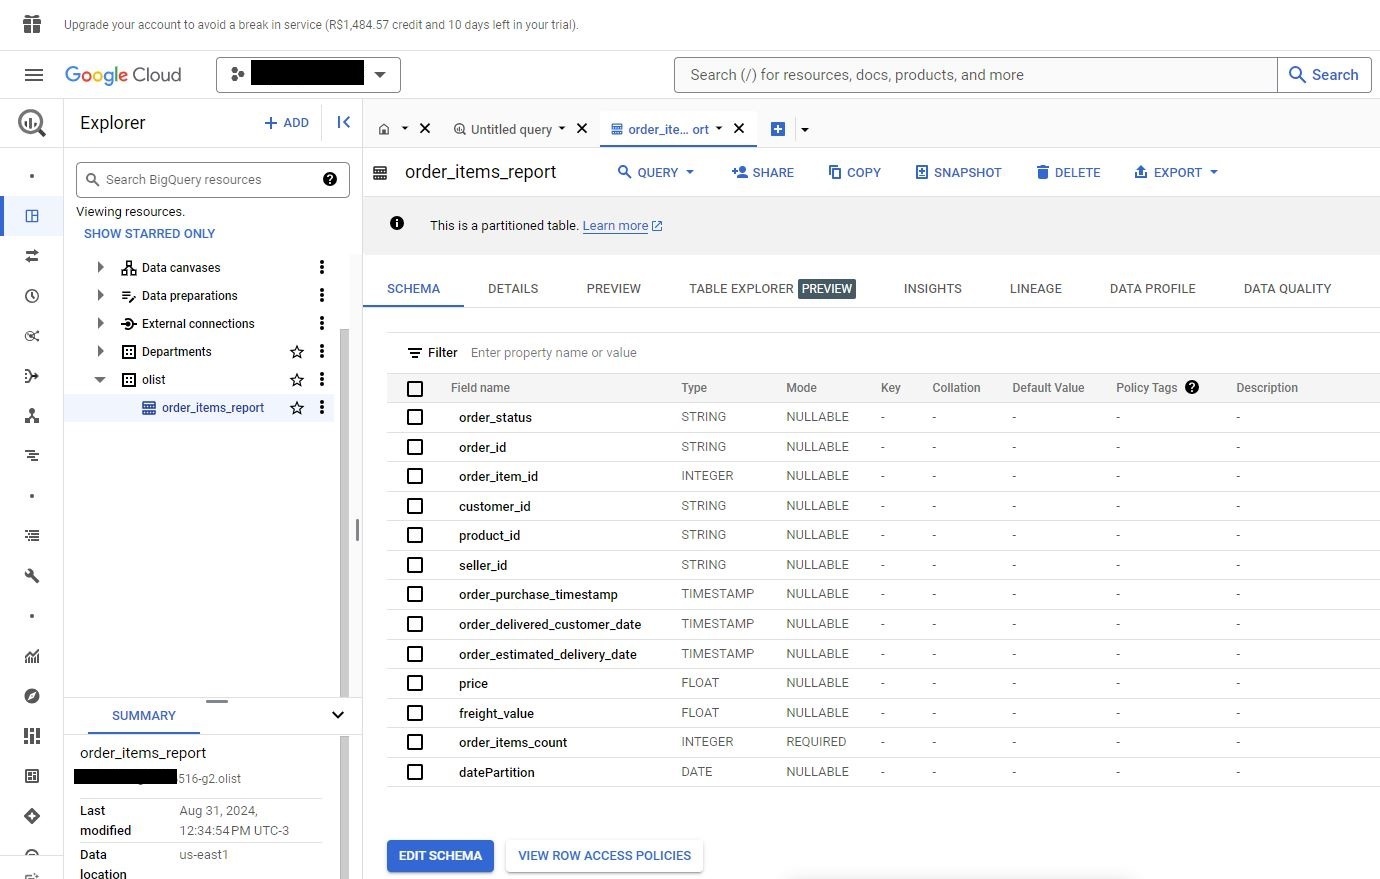 Upgrade your account to avoid a break in service (R$1,484.57 credit and 10 days left in your trial).
Google Cloud
Search (/) for resources, docs, products, and more
Search
Explorer
+ ADD
Untitled query
order_ite... ort
Search BigQuery resources
Viewing resources.
SHOW STARRED ONLY
Data canvases
Data preparations
External connections
Departments
olist
order_items_report
order_items_report
QUERY
SHARE
COPY
SNAPSHOT
DELETE
EXPORT
This is a partitioned table. Learn more
SCHEMA DETAILS PREVIEW TABLE EXPLORER PREVIEW INSIGHTS LINEAGE DATA PROFILE DATA QUALITY
Filter Enter property name or value
Field name Type Mode Key Collation Default Value Policy Tags Description
order_status STRING NULLABLE - - - - -
order_id STRING NULLABLE - - - - -
order_item_id INTEGER NULLABLE - - - - -
customer_id STRING NULLABLE - - - - -
product_id STRING NULLABLE - - - - -
seller_id STRING NULLABLE - - - - -
order_purchase_timestamp TIMESTAMP NULLABLE - - - - -
order_delivered_customer_date TIMESTAMP NULLABLE - - - - -
order_estimated_delivery_date TIMESTAMP NULLABLE - - - - -
price FLOAT NULLABLE - - - - -
freight_value FLOAT NULLABLE - - - - -
order_items_count INTEGER REQUIRED - - - - -
datePartition DATE NULLABLE - - - - -
EDIT SCHEMA
VIEW ROW ACCESS POLICIES
SUMMARY
order_items_report
516-g2.olist
Last modified
Aug 31, 2024,
12:34:54 PM UTC-3
Data location
us-east1